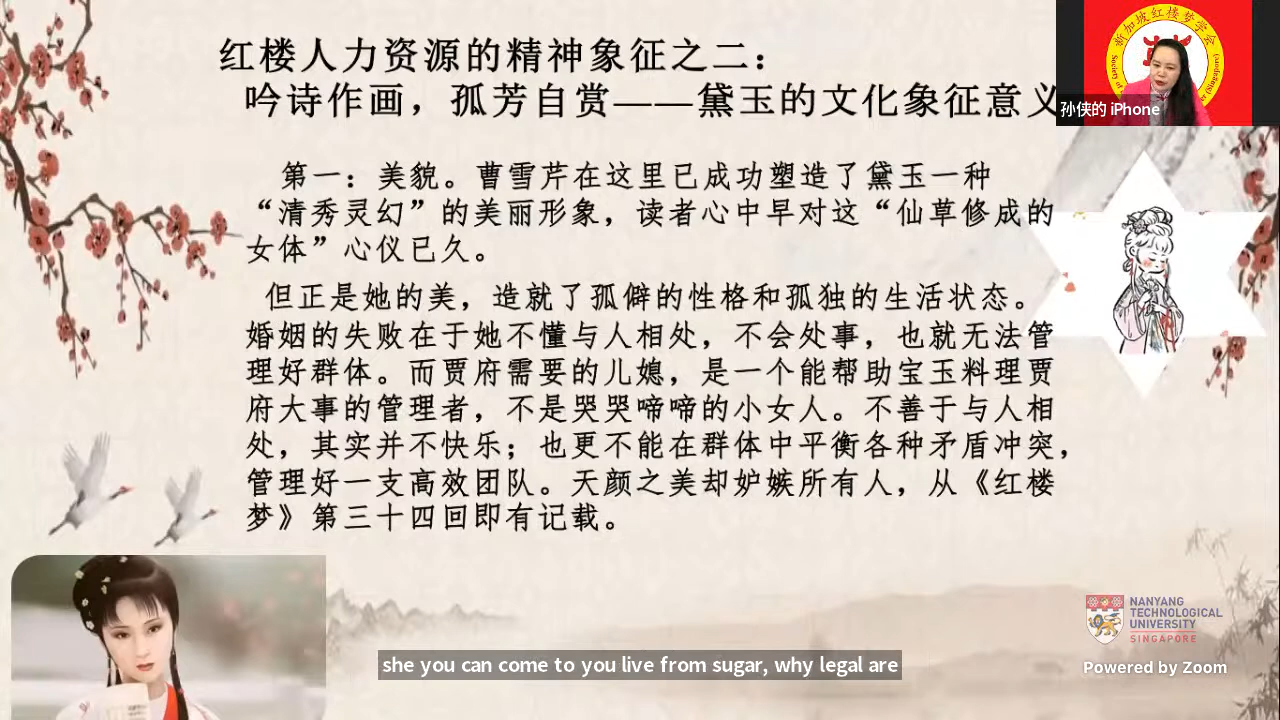 红楼人力资源的精神象征之二：
吟诗作画，孤芳自赏——黛玉的文化象征意义
孙侠的 iPhone
新加坡红楼梦学会
第一：美貌。曹雪芹在这里已成功塑造了黛玉一种
“清秀灵幻”的美丽形象，读者心中早对这“仙草修成的
女体”心仪已久。
但正是她的美，造就了孤僻的性格和孤独的生活状态。
婚姻的失败在于她不懂与人相处，不会处事，也就无法管
理好群体。而贾府需要的儿媳，是一个能帮助宝玉料理贾
府大事的管理者，不是哭哭啼啼的小女人。不善于与人相
处，其实并不快乐；也更不能在群体中平衡各种矛盾冲突，
管理好一支高效团队。天颜之美却妒嫉所有人，从《红楼
梦》第三十四回即有记载。
NANYANG
TECHNOLOGICAL
UNIVERSITY
SINGAPORE
she you can come to you live from sugar, why legal are
Powered by Zoom